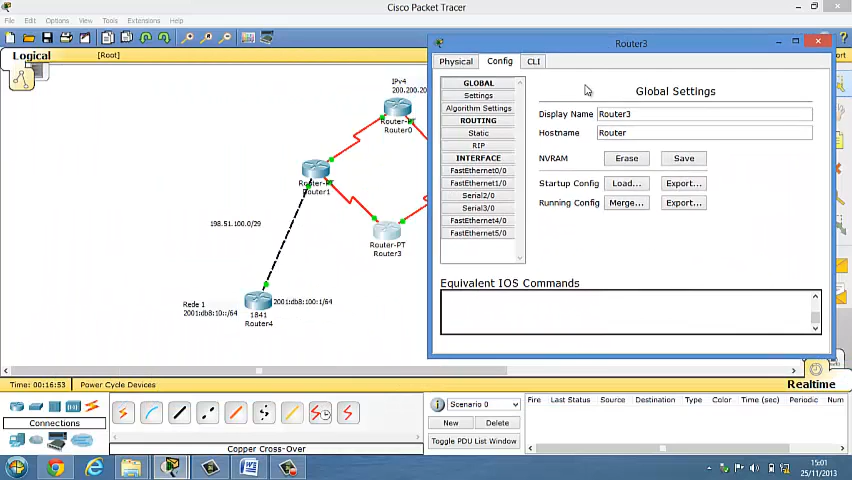 Cisco Packet Tracer
File Edit Options View Tools Extensions Help
Logical
[Root]
IPv4
200.200.20
Router-PT
Router0
Router-PT
Router1
Router-PT
Router3
198.51.100.0/29
Rede 1
2001:db8:10::/64
2001:db8:100:1/64
1841
Router4
Router3
Physical Config CLI
GLOBAL
Settings
Algorithm Settings
ROUTING
Static
RIP
INTERFACE
FastEthernet0/0
FastEthernet1/0
Serial2/0
Serial3/0
FastEthernet4/0
FastEthernet5/0
Global Settings
Display Name Router3
Hostname Router
NVRAM Erase Save
Startup Config Load... Export...
Running Config Merge... Export...
Equivalent IOS Commands
Time: 00:16:53 Power Cycle Devices
Realtime
Connections
Copper Cross-Over
Scenario 0
New Delete
Toggle PDU List Window
Fire Last Status Source Destination Type Color Time (sec) Periodic Num
15:01
25/11/2013